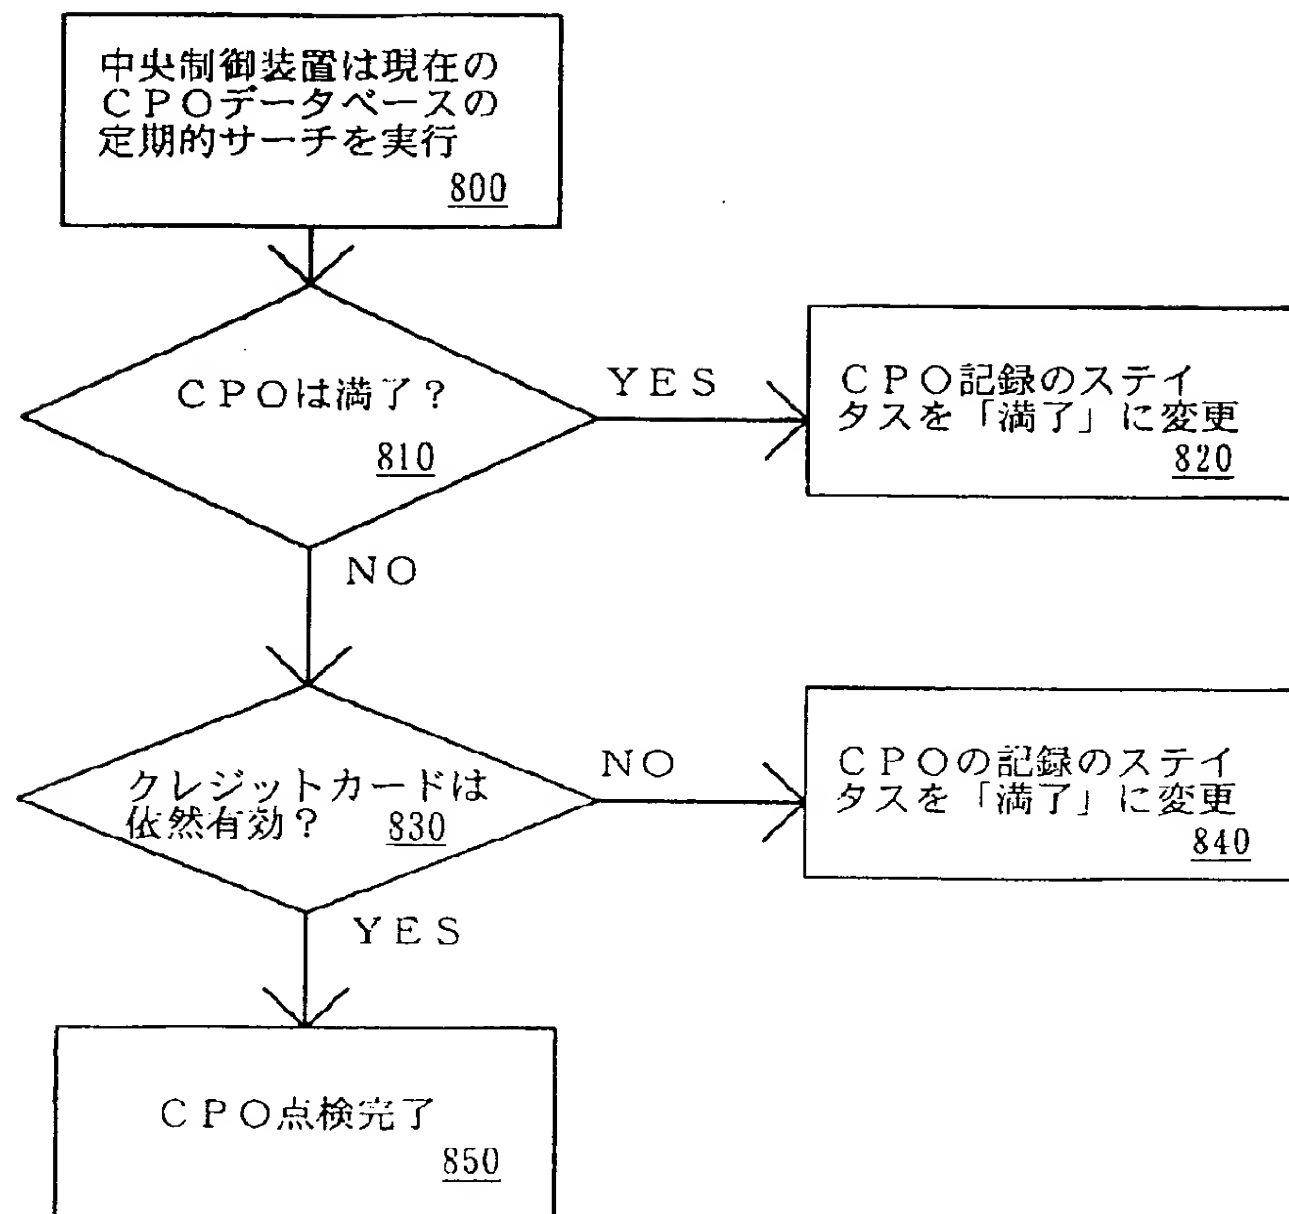 中央制御装置は現在の
ＣＰＯデータベースの
定期的サーチを実行
800
ＣＰＯは満了？
810
ＹＥＳ
ＣＰＯ記録のステイ
タスを「満了」に変更
820
ＮＯ
クレジットカードは
依然有効？ 830
ＮＯ
ＣＰＯの記録のステイ
タスを「満了」に変更
840
ＹＥＳ
ＣＰＯ点検完了
850